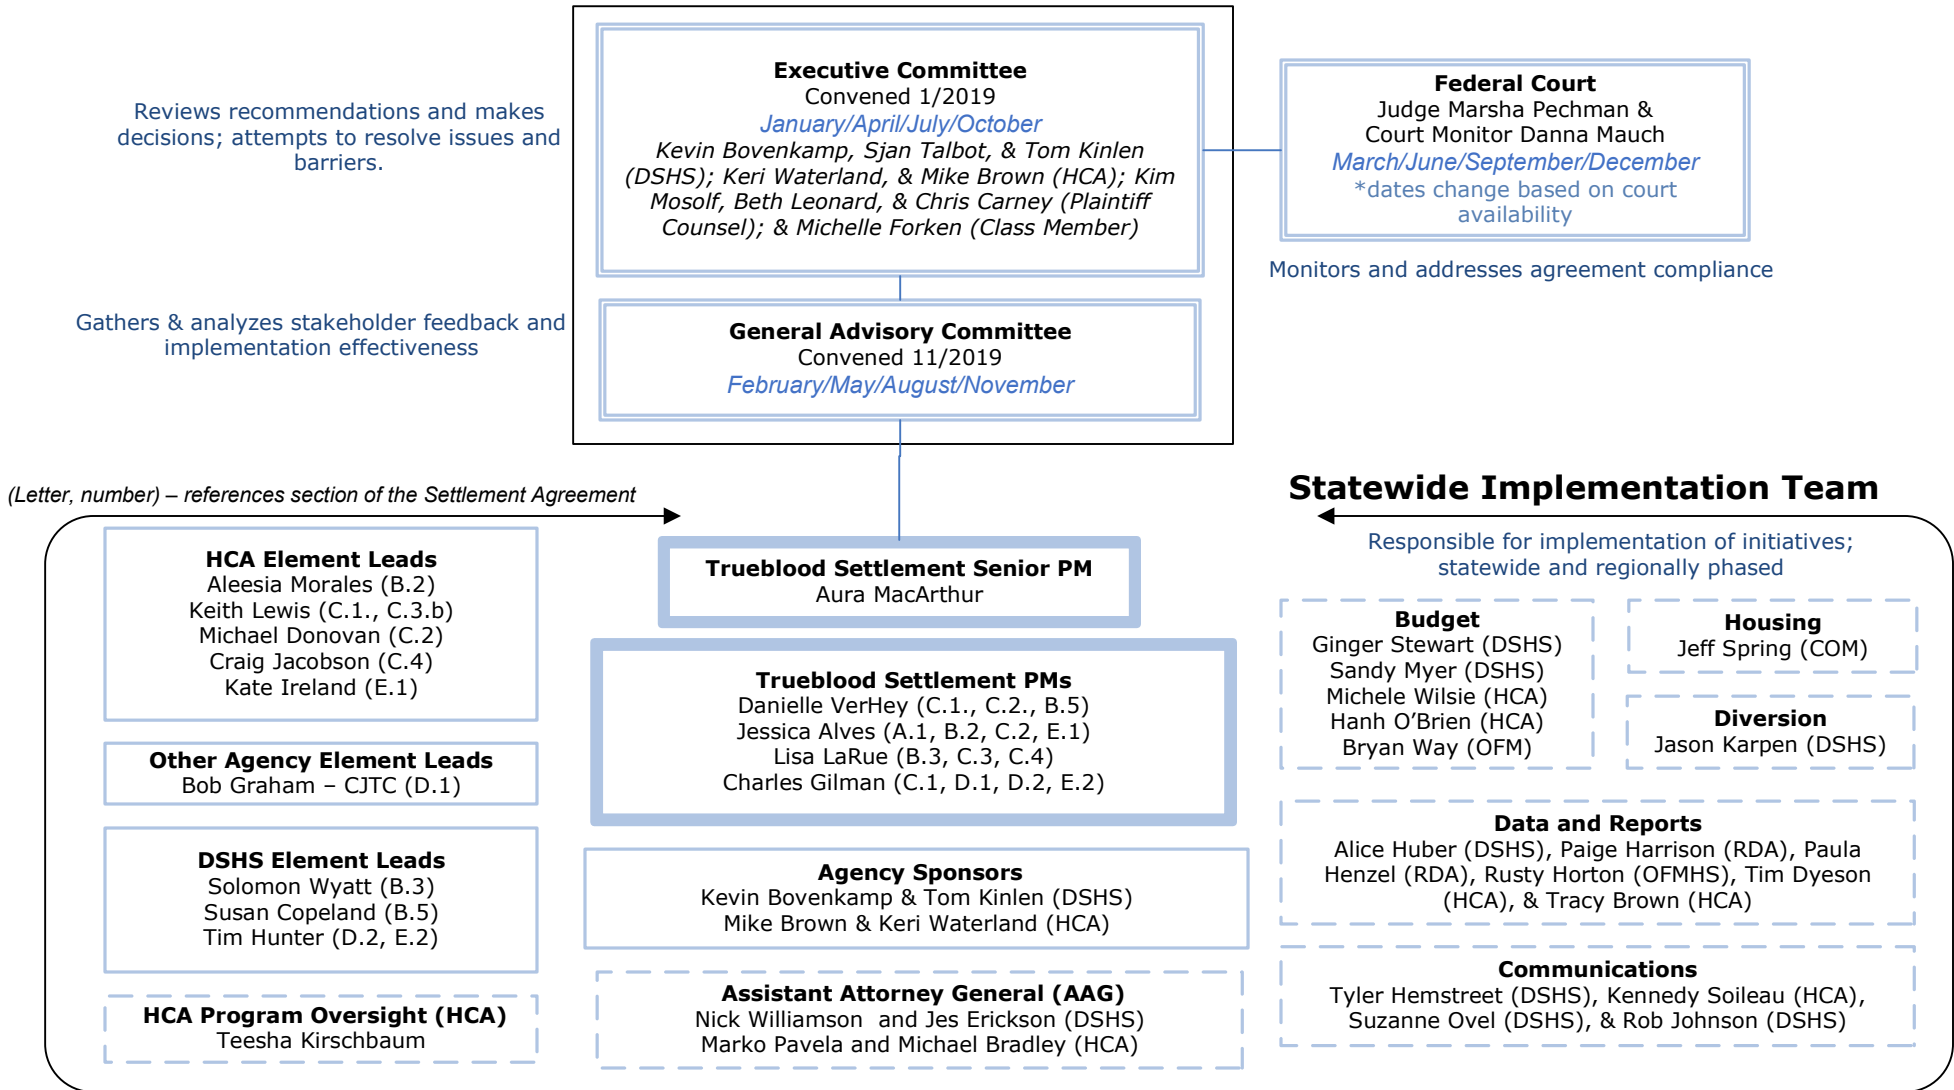 Reviews recommendations and makes
decisions; attempts to resolve issues and
barriers.
Executive Committee
Convened 1/2019
January/April/July/October
Kevin Bovenkamp, Sjan Talbot, & Tom Kinlen
(DSHS); Keri Waterland, & Mike Brown (HCA); Kim
Mosolf, Beth Leonard, & Chris Carney (Plaintiff
Counsel); & Michelle Forken (Class Member)
Federal Court
Judge Marsha Pechman &
Court Monitor Danna Mauch
March/June/September/December
*dates change based on court
availability
Monitors and addresses agreement compliance
Gathers & analyzes stakeholder feedback and
implementation effectiveness
General Advisory Committee
Convened 11/2019
February/May/August/November
(Letter, number) – references section of the Settlement Agreement
Statewide Implementation Team
Responsible for implementation of initiatives;
statewide and regionally phased
HCA Element Leads
Aleesia Morales (B.2)
Keith Lewis (C.1., C.3.b)
Michael Donovan (C.2)
Craig Jacobson (C.4)
Kate Ireland (E.1)
Other Agency Element Leads
Bob Graham – CJTC (D.1)
DSHS Element Leads
Solomon Wyatt (B.3)
Susan Copeland (B.5)
Tim Hunter (D.2, E.2)
HCA Program Oversight (HCA)
Teesha Kirschbaum
Trueblood Settlement Senior PM
Aura MacArthur
Trueblood Settlement PMs
Danielle VerHey (C.1., C.2., B.5)
Jessica Alves (A.1, B.2, C.2, E.1)
Lisa LaRue (B.3, C.3, C.4)
Charles Gilman (C.1, D.1, D.2, E.2)
Agency Sponsors
Kevin Bovenkamp & Tom Kinlen (DSHS)
Mike Brown & Keri Waterland (HCA)
Assistant Attorney General (AAG)
Nick Williamson and Jes Erickson (DSHS)
Marko Pavela and Michael Bradley (HCA)
Budget
Ginger Stewart (DSHS)
Sandy Myer (DSHS)
Michele Wilsie (HCA)
Hanh O’Brien (HCA)
Bryan Way (OFM)
Housing
Jeff Spring (COM)
Diversion
Jason Karpen (DSHS)
Data and Reports
Alice Huber (DSHS), Paige Harrison (RDA), Paula
Henzel (RDA), Rusty Horton (OFMHS), Tim Dyeson
(HCA), & Tracy Brown (HCA)
Communications
Tyler Hemstreet (DSHS), Kennedy Soileau (HCA),
Suzanne Ovel (DSHS), & Rob Johnson (DSHS)